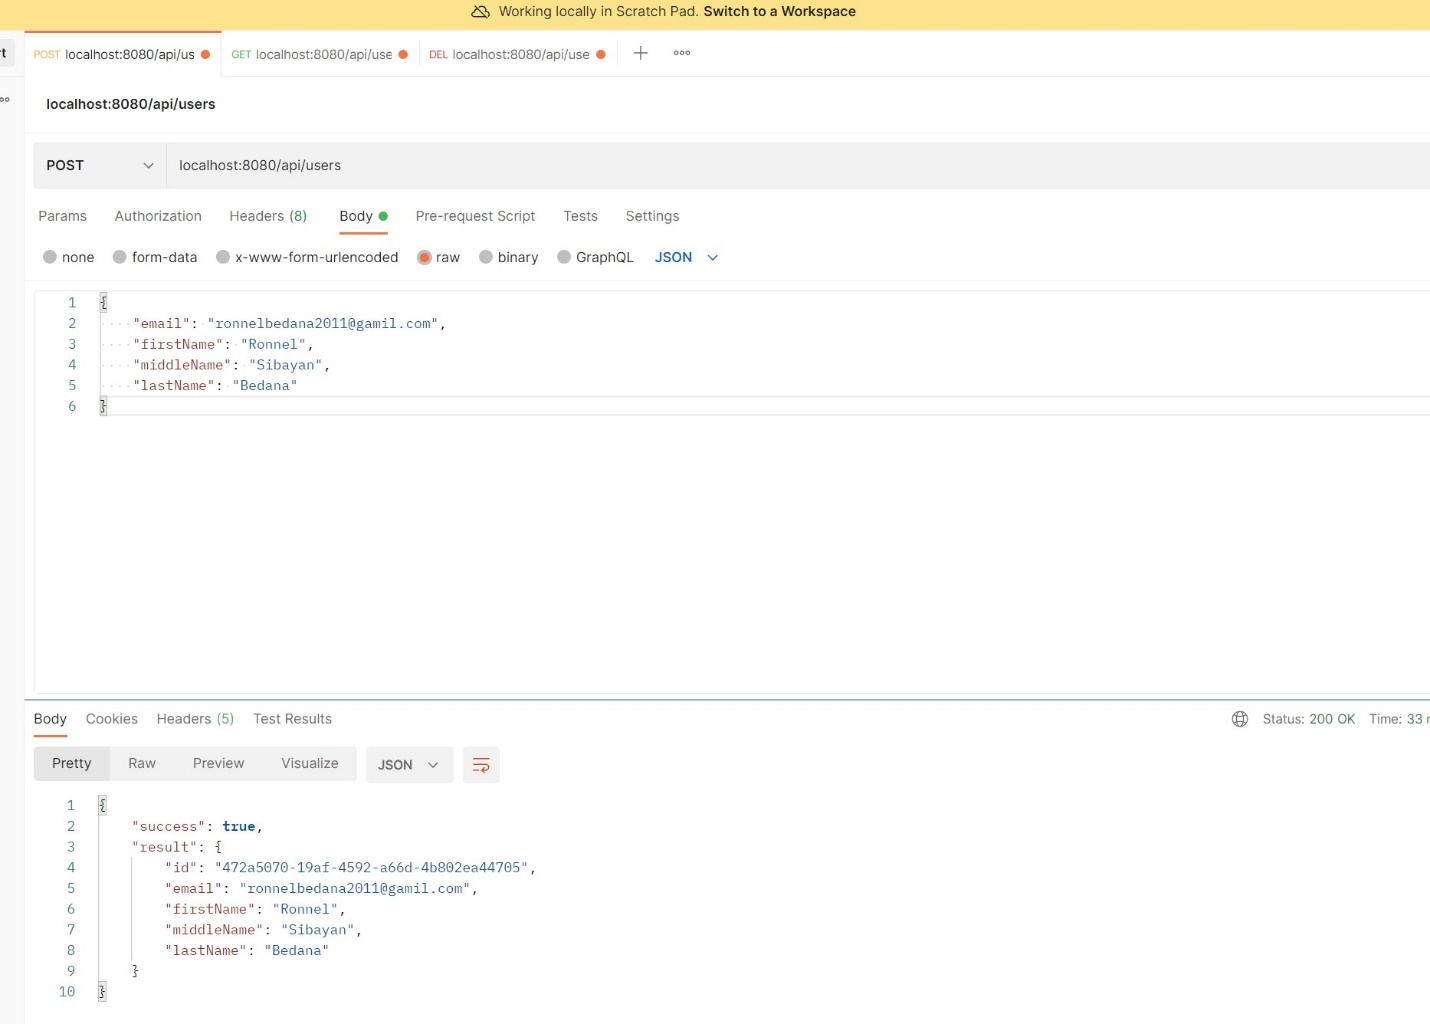 Working locally in Scratch Pad. Switch to a Workspace
POST localhost:8080/api/us GET localhost:8080/api/use DEL localhost:8080/api/use
localhost:8080/api/users
POST localhost:8080/api/users
Params Authorization Headers (8) Body Pre-request Script Tests Settings
none form-data x-www-form-urlencoded raw binary GraphQL JSON
1 {
2 "email": "ronnelbedana2011@gamil.com",
3 "firstName": "Ronnel",
4 "middleName": "Sibayan",
5 "lastName": "Bedana"
6 }
Body Cookies Headers (5) Test Results Status: 200 OK Time: 33
Pretty Raw Preview Visualize JSON
1 {
2 "success": true,
3 "result": {
4 "id": "472a5070-19af-4592-a66d-4b802ea44705",
5 "email": "ronnelbedana2011@gamil.com",
6 "firstName": "Ronnel",
7 "middleName": "Sibayan",
8 "lastName": "Bedana"
9 }
10 }